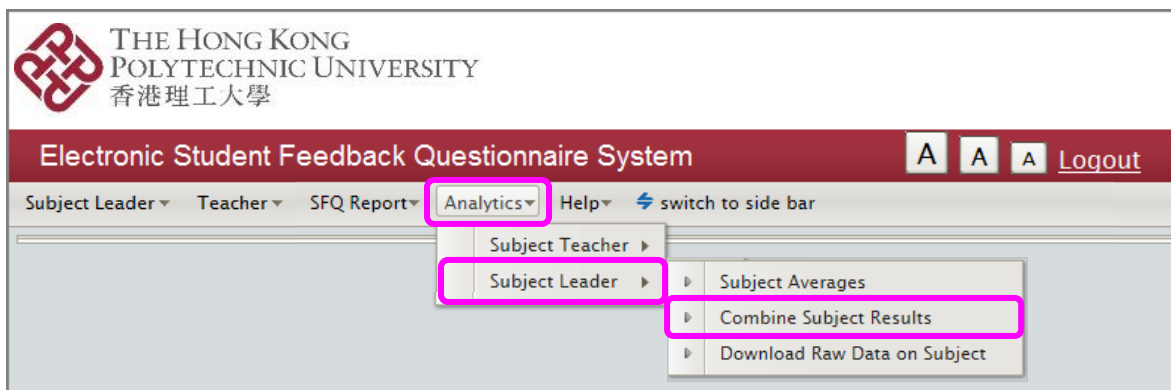 THE HONG KONG
POLYTECHNIC UNIVERSITY
香港理工大學
Electronic Student Feedback Questionnaire System
A A A Logout
Subject Leader Teacher SFQ Report Analytics Help switch to side bar
Subject Teacher
Subject Leader
Subject Averages
Combine Subject Results
Download Raw Data on Subject